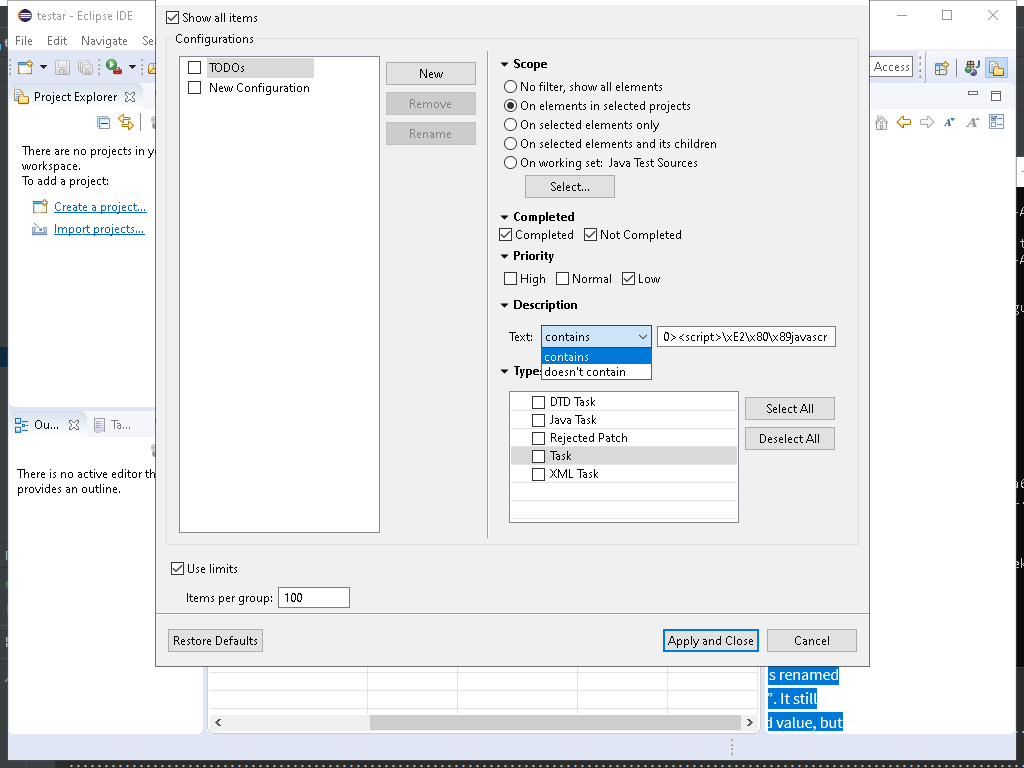 testar - Eclipse IDE
File Edit Navigate
Access
Project Explorer
There are no projects in
workspace.
To add a project:
Create a project...
Import projects...
Ou...
Ta...
There is no active editor
provides an outline.
Show all items
Configurations
TODOs
New Configuration
New
Remove
Rename
Scope
No filter, show all elements
On elements in selected projects
On selected elements only
On selected elements and its children
On working set: Java Test Sources
Select...
Completed
Completed Not Completed
Priority
High Normal Low
Description
Text: contains 0><script>\xE2\x80\x89javascr
contains
doesn't contain
Types
DTD Task
Java Task
Rejected Patch
Task
XML Task
Select All
Deselect All
Use limits
Items per group: 100
Restore Defaults
Apply and Close
Cancel
s renamed
". It still
d value, but